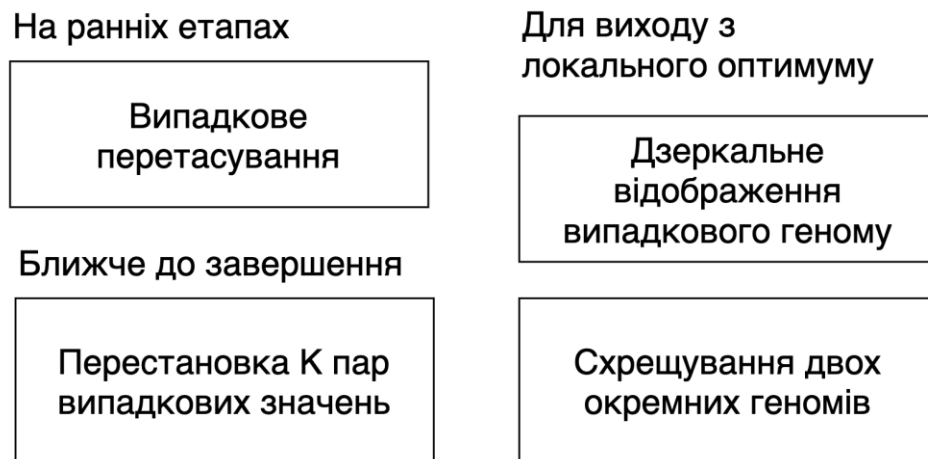 На ранніх етапах
Випадкове
перетасування
Ближче до завершення
Перестановка К пар
випадкових значень
Для виходу з
локального оптимуму
Дзеркальне
відображення
випадкового геному
Схрещування двох
окремних геномів